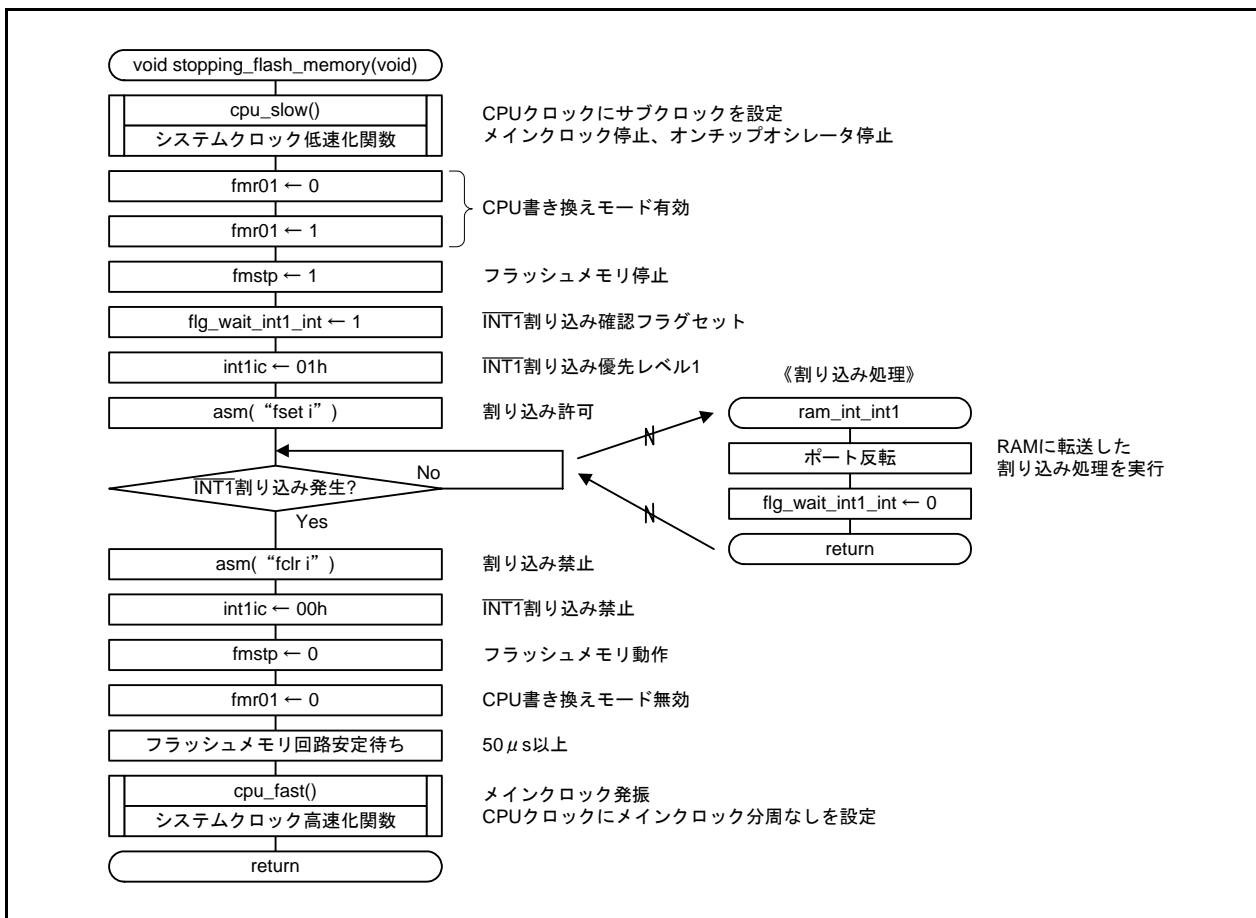 void stopping_flash_memory(void)
cpu_slow()
システムクロック低速化関数
CPUクロックにサブクロックを設定
メインクロック停止、オンチップオシレータ停止
fmr01 ← 0
fmr01 ← 1
CPU書き換えモード有効
fmstp ← 1
フラッシュメモリ停止
flg_wait_int1_int ← 1
INT1割り込み確認フラグセット
int1ic ← 01h
INT1割り込み優先レベル1
asm(“fset i”)
割り込み許可
INT1割り込み発生?
No
Yes
《割り込み処理》
ram_int_int1
ポート反転
RAMに転送した
割り込み処理を実行
flg_wait_int1_int ← 0
return
asm(“fclr i”)
割り込み禁止
int1ic ← 00h
INT1割り込み禁止
fmstp ← 0
フラッシュメモリ動作
fmr01 ← 0
CPU書き換えモード無効
フラッシュメモリ回路安定待ち
50μs以上
cpu_fast()
システムクロック高速化関数
メインクロック発振
CPUクロックにメインクロック分周なしを設定
return